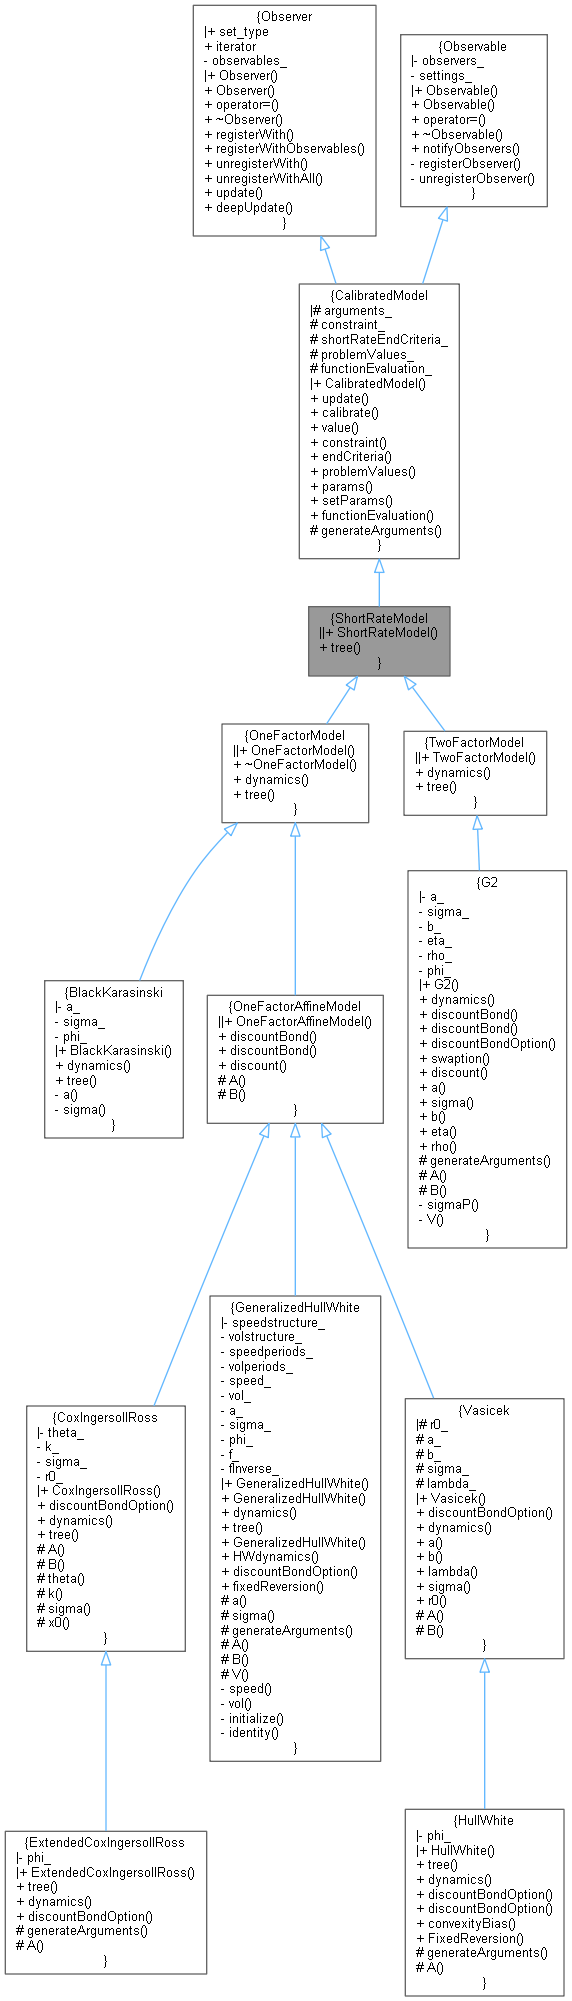 {Observer
|+ set_type
+ iterator
- observables_
|+ Observer()
+ Observer()
+ operator=()
+ ~Observer()
+ registerWith()
+ registerWithObservables()
+ unregisterWith()
+ unregisterWithAll()
+ update()
+ deepUpdate()
}
{Observable
|- observers_
- settings_
|+ Observable()
+ Observable()
+ operator=()
+ ~Observable()
+ notifyObservers()
- registerObserver()
- unregisterObserver()
}
{CalibratedModel
|# arguments_
# constraint_
# shortRateEndCriteria_
# problemValues_
# functionEvaluation_
|+ CalibratedModel()
+ update()
+ calibrate()
+ value()
+ constraint()
+ endCriteria()
+ problemValues()
+ params()
+ setParams()
+ functionEvaluation()
# generateArguments()
}
{ShortRateModel
||+ ShortRateModel()
+ tree()
}
{OneFactorModel
||+ OneFactorModel()
+ ~OneFactorModel()
+ dynamics()
+ tree()
}
{TwoFactorModel
||+ TwoFactorModel()
+ dynamics()
+ tree()
}
{G2
|- a_
- sigma_
- b_
- eta_
- rho_
- phi_
|+ G2()
+ dynamics()
+ discountBond()
+ discountBond()
+ discountBondOption()
+ swaption()
+ discount()
+ a()
+ sigma()
+ b()
+ eta()
+ rho()
# generateArguments()
# A()
# B()
- sigmaP()
- V()
}
{BlackKarasinski
|- a_
- sigma_
- phi_
|+ BlackKarasinski()
+ dynamics()
+ tree()
- a()
- sigma()
}
{OneFactorAffineModel
||+ OneFactorAffineModel()
+ discountBond()
+ discountBond()
+ discount()
# A()
# B()
}
{CoxIngersollRoss
|- theta_
- k_
- sigma_
- r0_
|+ CoxIngersollRoss()
+ discountBondOption()
+ dynamics()
+ tree()
# A()
# B()
# theta()
# k()
# sigma()
# x0()
}
{GeneralizedHullWhite
|- speedstructure_
- volstructure_
- speedperiods_
- volperiods_
- speed_
- vol_
- a_
- sigma_
- phi_
- f_
- fInverse_
|+ GeneralizedHullWhite()
+ GeneralizedHullWhite()
+ dynamics()
+ tree()
+ GeneralizedHullWhite()
+ HWdynamics()
+ discountBondOption()
+ fixedReversion()
# a()
# sigma()
# generateArguments()
# A()
# B()
# V()
- speed()
- vol()
- initialize()
- identity()
}
{Vasicek
|# r0_
# a_
# b_
# sigma_
# lambda_
|+ Vasicek()
+ discountBondOption()
+ dynamics()
+ a()
+ b()
+ lambda()
+ sigma()
+ r0()
# A()
# B()
}
{ExtendedCoxIngersollRoss
|- phi_
|+ ExtendedCoxIngersollRoss()
+ tree()
+ dynamics()
+ discountBondOption()
# generateArguments()
# A()
}
{HullWhite
|- phi_
|+ HullWhite()
+ tree()
+ dynamics()
+ discountBondOption()
+ discountBondOption()
+ convexityBias()
+ FixedReversion()
# generateArguments()
# A()
}